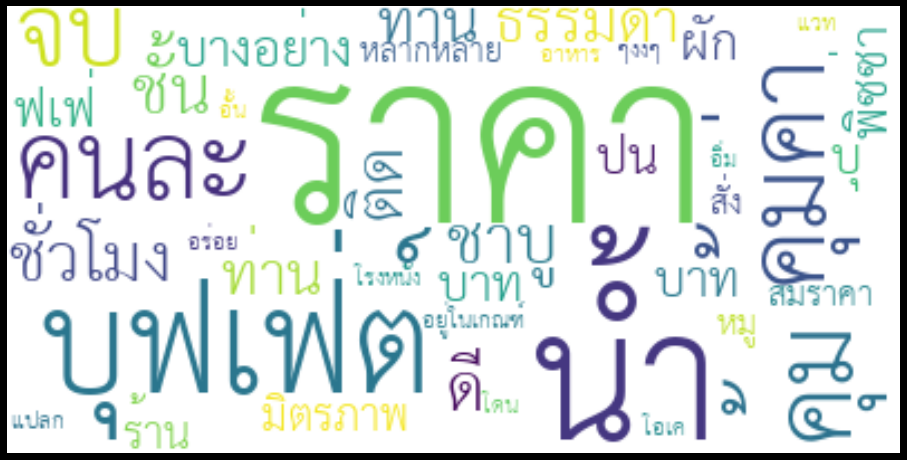 จบ
ชั้น
บางอย่าง
ทาน
ธรรมดา
หลากหลาย
อาหาร
ๆงงๆ
ผัก
แวท
พิชชา
ฟเฟ่
อั้น
ราคา
คุมค่า
คนละ
ติด
ปน
อิ่ม
สั่ง
บุ
ชั่วโมง
อร่อย
ท่าน
ชาบู
น้ำ
โรงหนัง
บาท
บาท
สมราคา
บุฟเฟ่ต์
อยู่ในเกณฑ์
หมู
คุม
ดี
โดน
แปลก
ร้าน
มิตรภาพ
โอเค